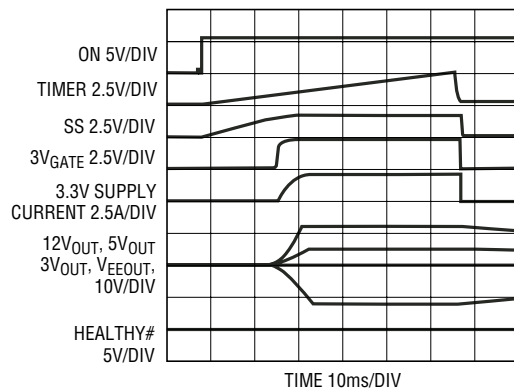 ON 5V/DIV
TIMER 2.5V/DIV
SS 2.5V/DIV
3VGATE 2.5V/DIV
3.3V SUPPLY
CURRENT 2.5A/DIV
12VOUT, 5VOUT
3VOUT, VEEOUT,
10V/DIV
HEALTHY#
5V/DIV
TIME 10ms/DIV